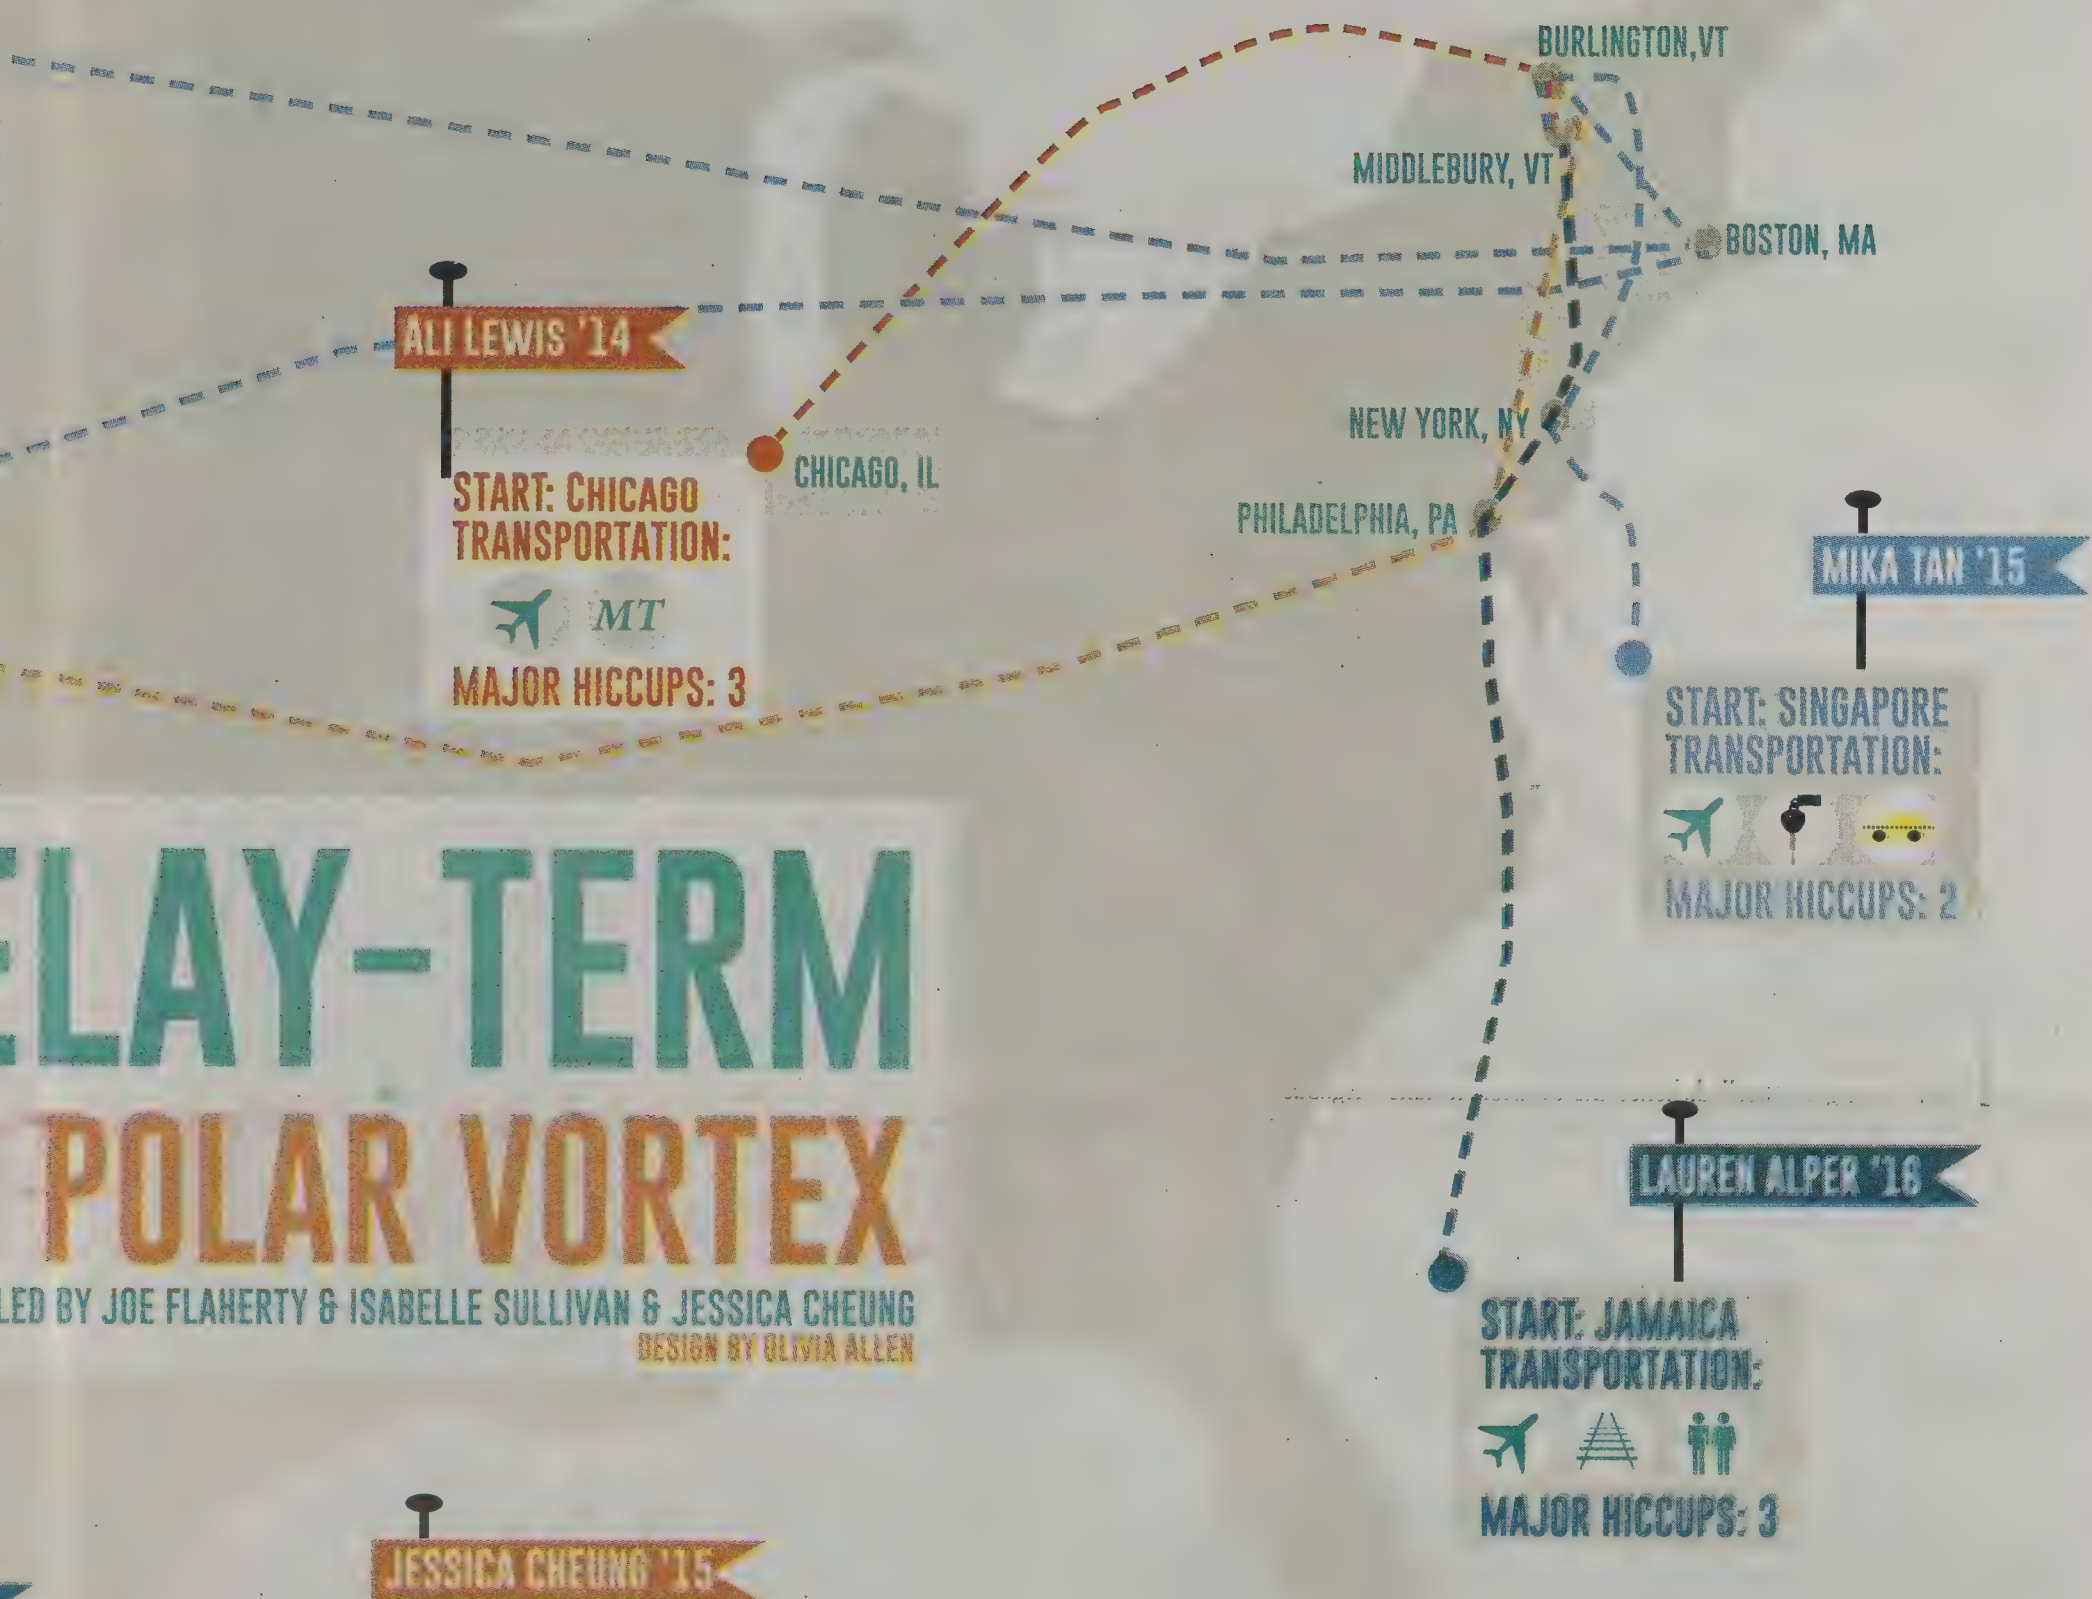 BURLINGTON, VT
MIDDLEBURY, VT
BOSTON, MA
ALI LEWIS '14
NEW YORK, NY
CHICAGO, IL
START: CHICAGO
TRANSPORTATION:
MT
MAJOR HICCUPS: 3
PHILADELPHIA, PA
MIKA TAN '15
START: SINGAPORE
TRANSPORTATION:
MAJOR HICCUPS: 2
ELAY-TERM
POLAR VORTEX
LED BY JOE FLAHERTY & ISABELLE SULLIVAN & JESSICA CHEUNG
DESIGN BY OLIVIA ALLEN
LAUREN ALPER '16
START: JAMAICA
TRANSPORTATION:
MAJOR HICCUPS: 3
JESSICA CHEUNG '15